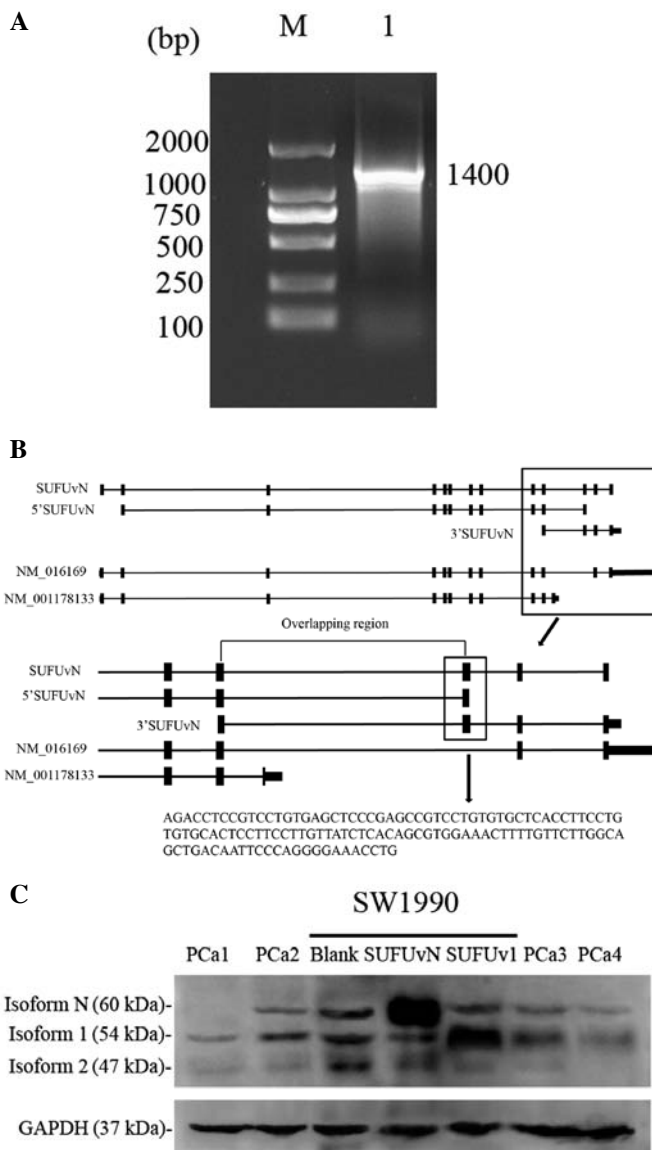 A
(bp) M 1
2000
1000
750
500
250
100
1400
B
SUFUvN
5'SUFUvN
3'SUFUvN
NM_016169
NM_001178133
Overlapping region
SUFUvN
5'SUFUvN
3'SUFUvN
NM_016169
NM_001178133
AGACCTCCGTCCTGTGAGCTCCCGAGCCGTCCTGTGTGCTCACCTTCCTG
TGTGCACTCCTTCCTTGTTATCTCACAGCGTGGAAACTTTTGTTCTTGGCA
GCTGACAATTCCCAGGGGAAACCTG
C
SW1990
PCa1 PCa2 Blank SUFUvN SUFUv1 PCa3 PCa4
Isoform N (60 kDa)-
Isoform 1 (54 kDa)-
Isoform 2 (47 kDa)-
GAPDH (37 kDa)-